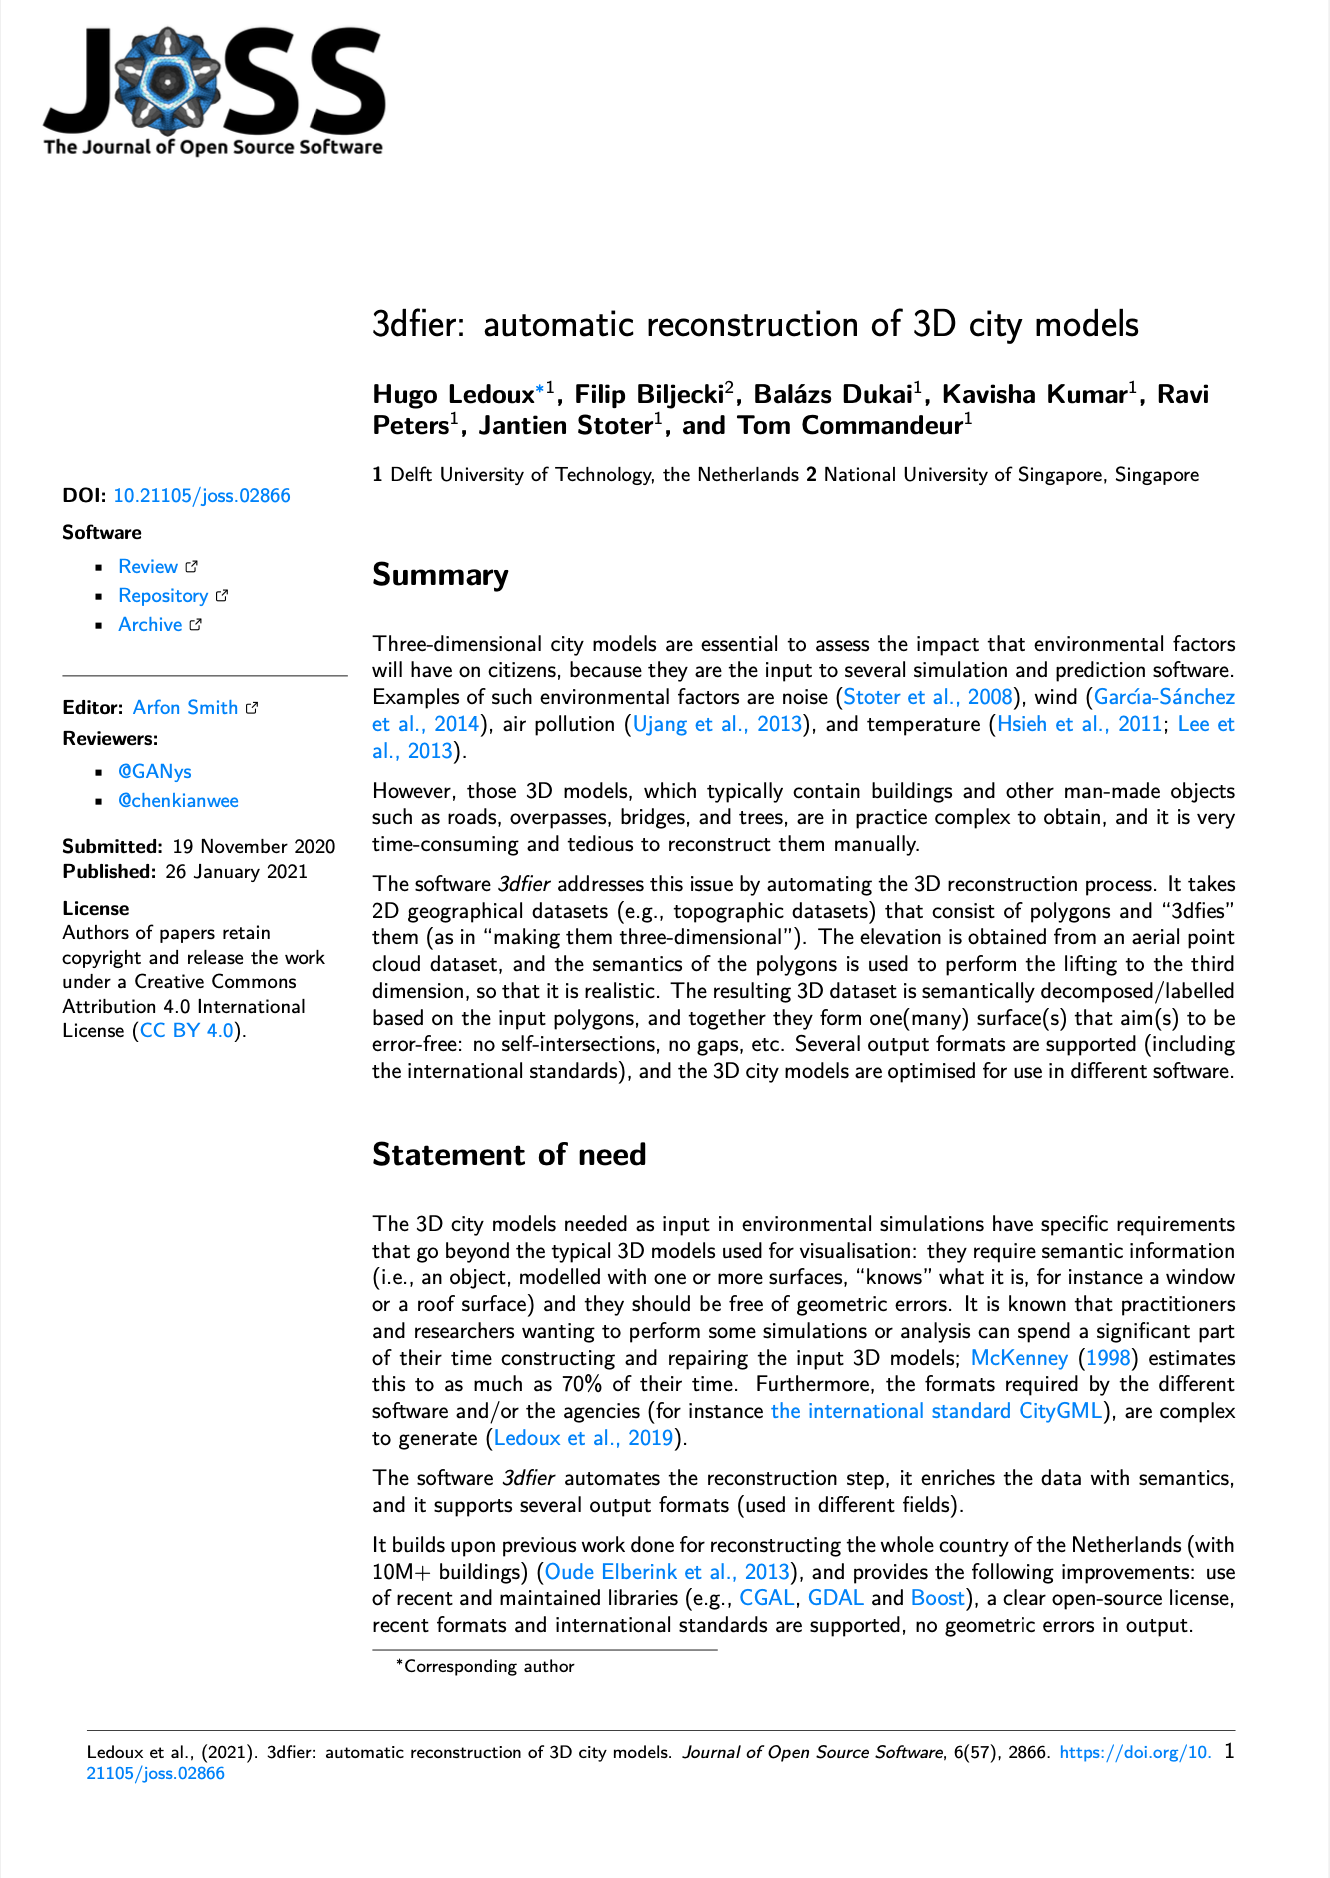 JOSS
The Journal of Open Source Software
3dfier: automatic reconstruction of 3D city models
Hugo Ledoux*1, Filip Biljecki2, Balázs Dukai1, Kavisha Kumar1, Ravi
Peters1, Jantien Stoter1, and Tom Commandeur1
1 Delft University of Technology, the Netherlands 2 National University of Singapore, Singapore
DOI: 10.21105/joss.02866
Software
▪ Review
▪ Repository
▪ Archive
Editor: Arfon Smith
Reviewers:
▪ @GANys
▪ @chenkianwee
Submitted: 19 November 2020
Published: 26 January 2021
License
Authors of papers retain
copyright and release the work
under a Creative Commons
Attribution 4.0 International
License (CC BY 4.0).
Summary
Three-dimensional city models are essential to assess the impact that environmental factors
will have on citizens, because they are the input to several simulation and prediction software.
Examples of such environmental factors are noise (Stoter et al., 2008), wind (García-Sánchez
et al., 2014), air pollution (Ujang et al., 2013), and temperature (Hsieh et al., 2011; Lee et
al., 2013).
However, those 3D models, which typically contain buildings and other man-made objects
such as roads, overpasses, bridges, and trees, are in practice complex to obtain, and it is very
time-consuming and tedious to reconstruct them manually.
The software 3dfier addresses this issue by automating the 3D reconstruction process. It takes
2D geographical datasets (e.g., topographic datasets) that consist of polygons and “3dfies”
them (as in “making them three-dimensional”). The elevation is obtained from an aerial point
cloud dataset, and the semantics of the polygons is used to perform the lifting to the third
dimension, so that it is realistic. The resulting 3D dataset is semantically decomposed/labelled
based on the input polygons, and together they form one(many) surface(s) that aim(s) to be
error-free: no self-intersections, no gaps, etc. Several output formats are supported (including
the international standards), and the 3D city models are optimised for use in different software.
Statement of need
The 3D city models needed as input in environmental simulations have specific requirements
that go beyond the typical 3D models used for visualisation: they require semantic information
(i.e., an object, modelled with one or more surfaces, “knows” what it is, for instance a window
or a roof surface) and they should be free of geometric errors. It is known that practitioners
and researchers wanting to perform some simulations or analysis can spend a significant part
of their time constructing and repairing the input 3D models; McKenney (1998) estimates
this to as much as 70% of their time. Furthermore, the formats required by the different
software and/or the agencies (for instance the international standard CityGML), are complex
to generate (Ledoux et al., 2019).
The software 3dfier automates the reconstruction step, it enriches the data with semantics,
and it supports several output formats (used in different fields).
It builds upon previous work done for reconstructing the whole country of the Netherlands (with
10M+ buildings) (Oude Elberink et al., 2013), and provides the following improvements: use
of recent and maintained libraries (e.g., CGAL, GDAL and Boost), a clear open-source license,
recent formats and international standards are supported, no geometric errors in output.
*Corresponding author
Ledoux et al., (2021). 3dfier: automatic reconstruction of 3D city models. Journal of Open Source Software, 6(57), 2866. https://doi.org/10. 1
21105/joss.02866